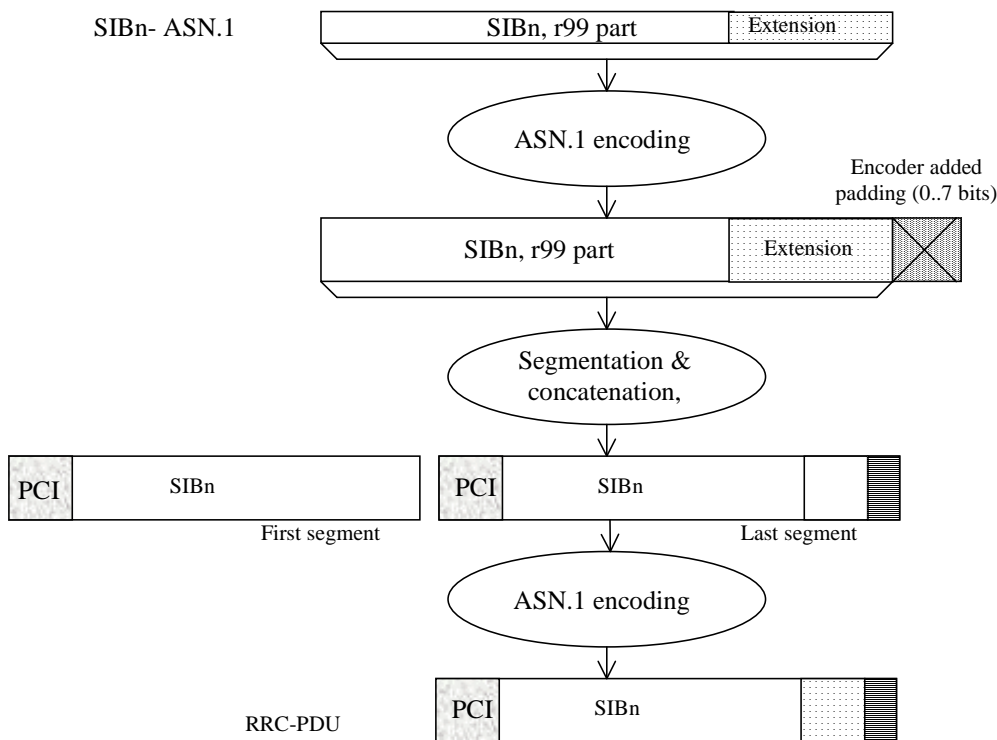 SIBn- ASN.1
SIBn, r99 part
Extension
ASN.1 encoding
Encoder added
padding (0..7 bits)
SIBn, r99 part
Extension
Segmentation &
concatenation,
PCI
SIBn
PCI
SIBn
First segment
Last segment
ASN.1 encoding
PCI
SIBn
RRC-PDU